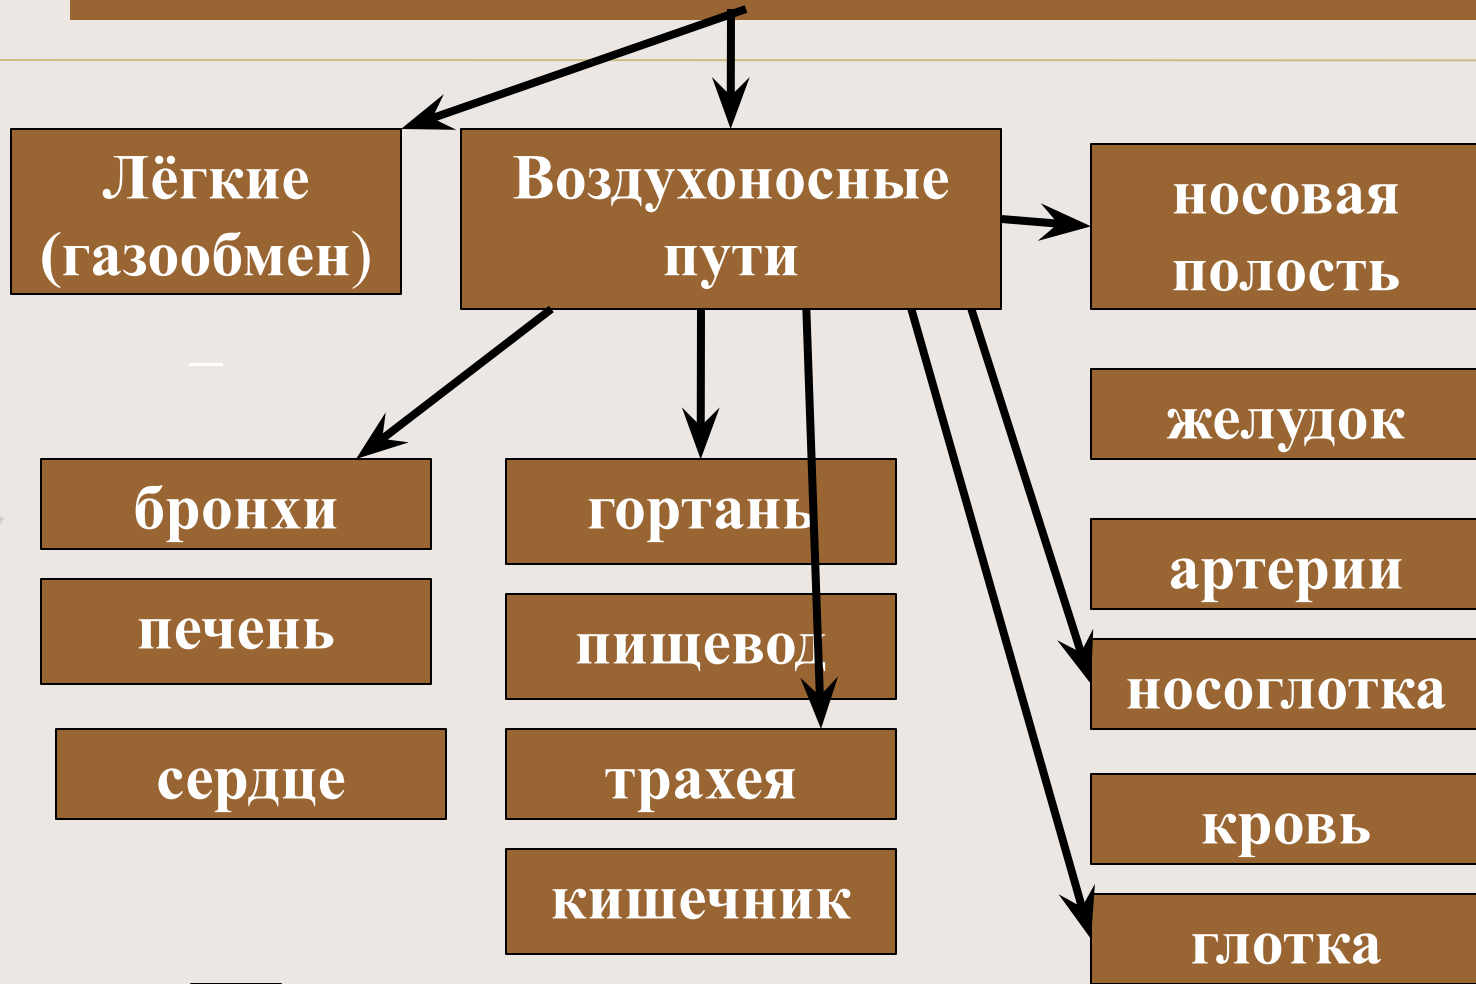 Лёгкие
(газообмен)
Воздухоносные
пути
носовая
полость
желудок
бронхи
гортань
артерии
печень
пищевод
носоглотка
сердце
трахея
кровь
кишечник
глотка